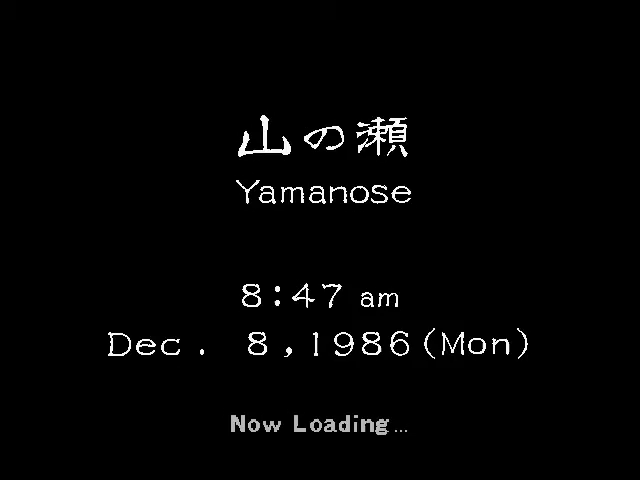 山の瀬
Yamanose
8:47 am
Dec. 8,1986(Mon)
Now Loading...